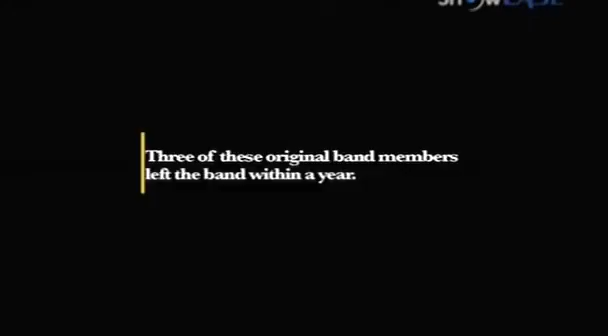 Three of these original band members
left the band within a year.